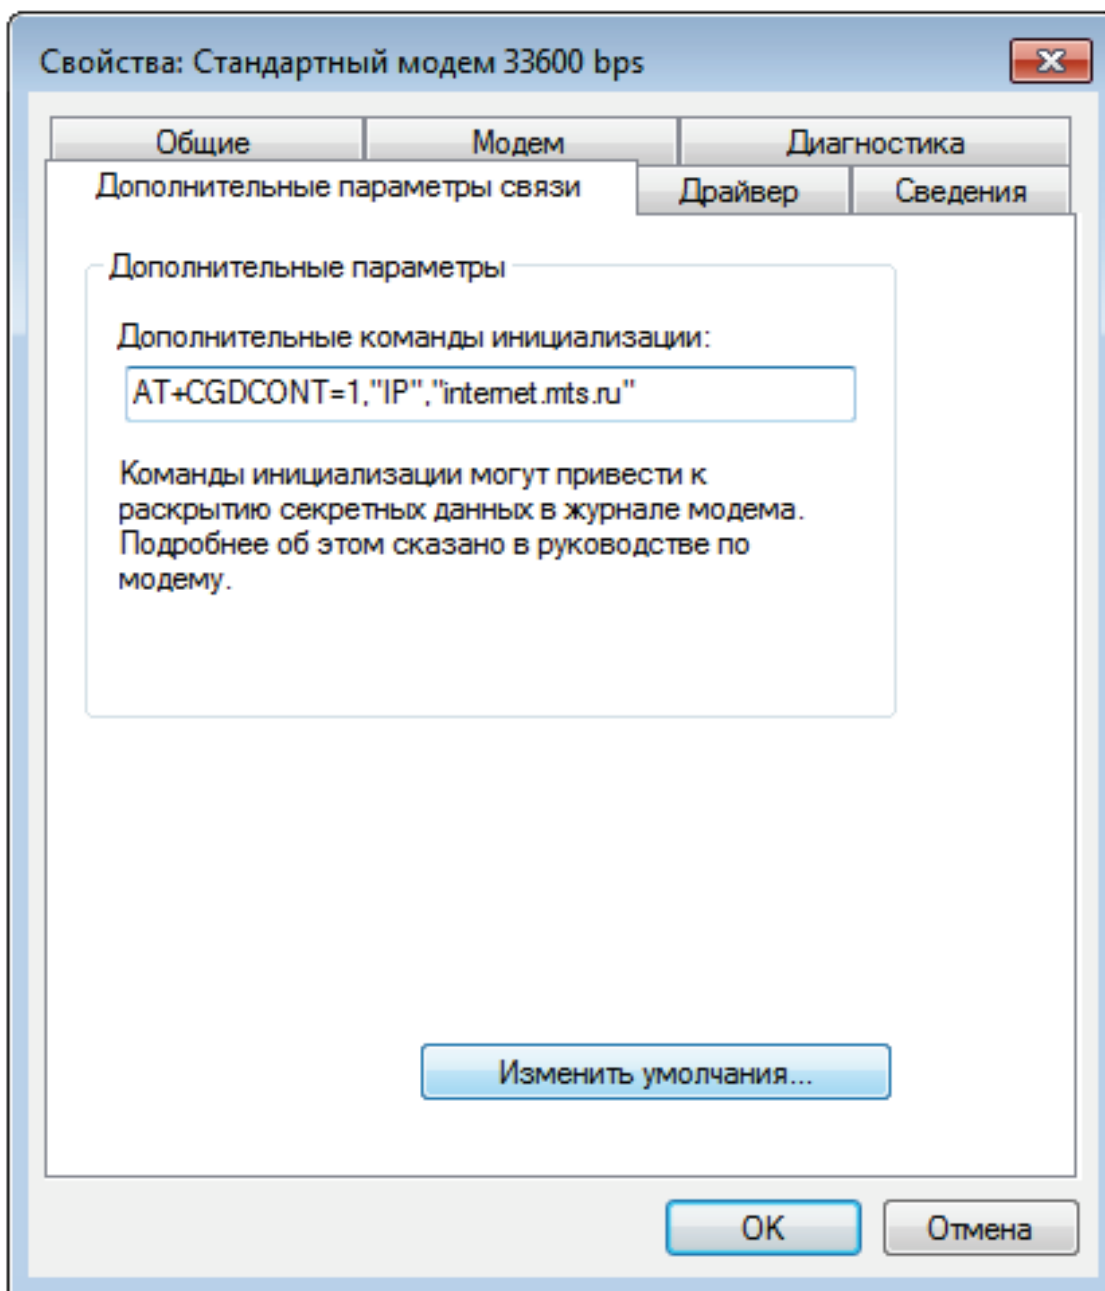 Свойства: Стандартный модем 33600 bps
Общие
Модем
Диагностика
Дополнительные параметры связи
Драйвер
Сведения
Дополнительные параметры
Дополнительные команды инициализации:
AT+CGDCONT=1,"IP","internet.mts.ru"
Команды инициализации могут привести к
раскрытию секретных данных в журнале модема.
Подробнее об этом сказано в руководстве по
модему.
Изменить умолчания...
OK
Отмена